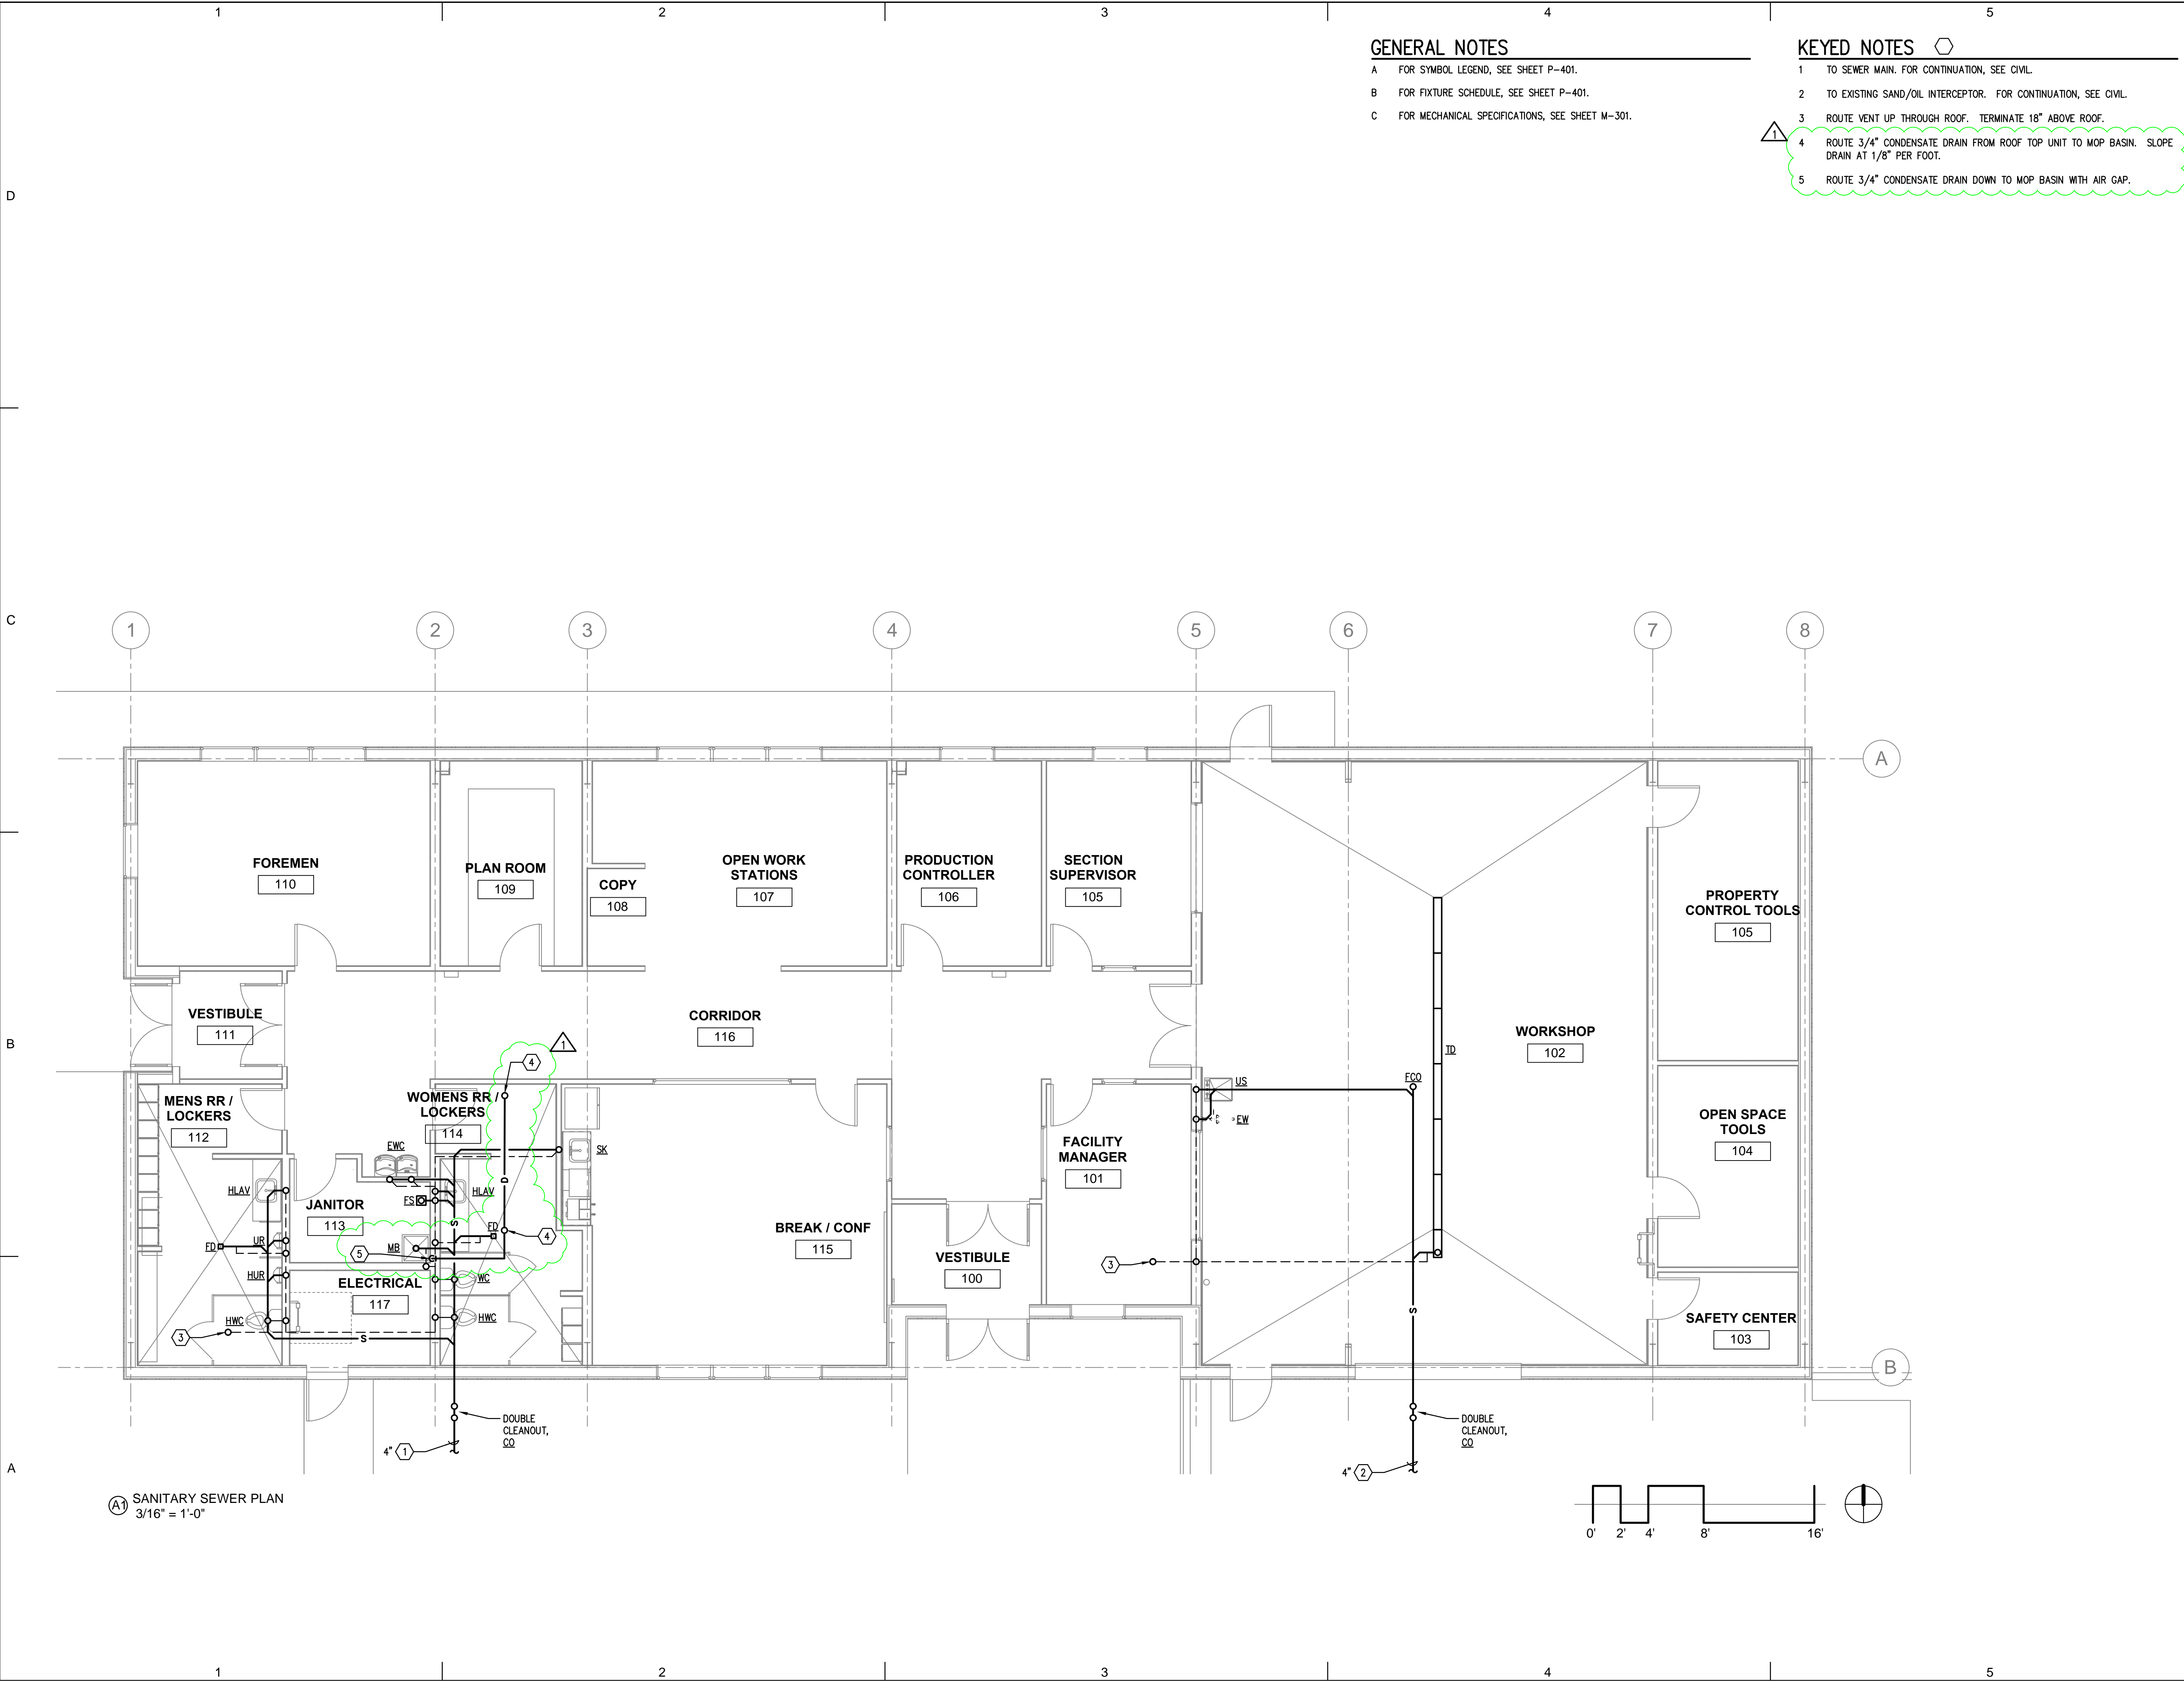 1 2 3 4 5
GENERAL NOTES
A FOR SYMBOL LEGEND, SEE SHEET P-401.
B FOR FIXTURE SCHEDULE, SEE SHEET P-401.
C FOR MECHANICAL SPECIFICATIONS, SEE SHEET M-301.
KEYED NOTES
1 TO SEWER MAIN. FOR CONTINUATION, SEE CIVIL.
2 TO EXISTING SAND/OIL INTERCEPTOR. FOR CONTINUATION, SEE CIVIL.
3 ROUTE VENT UP THROUGH ROOF. TERMINATE 18" ABOVE ROOF.
1
4 ROUTE 3/4" CONDENSATE DRAIN FROM ROOF TOP UNIT TO MOP BASIN. SLOPE
DRAIN AT 1/8" PER FOOT.
5 ROUTE 3/4" CONDENSATE DRAIN DOWN TO MOP BASIN WITH AIR GAP.
D
C
B
A
1 2 3 4 5 6 7 8
A
B
FOREMEN
110
PLAN ROOM
109
COPY
108
OPEN WORK
STATIONS
107
PRODUCTION
CONTROLLER
106
SECTION
SUPERVISOR
105
PROPERTY
CONTROL TOOLS
105
VESTIBULE
111
CORRIDOR
116
WORKSHOP
102
TD
1
4
MENS RR /
LOCKERS
112
WOMENS RR /
LOCKERS
114
EWC
SK
US
EW
FCO
FACILITY
MANAGER
101
OPEN SPACE
TOOLS
104
HLAV
JANITOR
113
FS
HLAV
D
S
FD
4
FD
UR
MB
5
HUR
ELECTRICAL
117
WC
HWC
HWC
3
S
BREAK / CONF
115
VESTIBULE
100
3
S
SAFETY CENTER
103
DOUBLE
CLEANOUT,
CO
4" 1
DOUBLE
CLEANOUT,
CO
4" 2
A1 SANITARY SEWER PLAN
3/16" = 1'-0"
0' 2' 4' 8' 16'
1 2 3 4 5